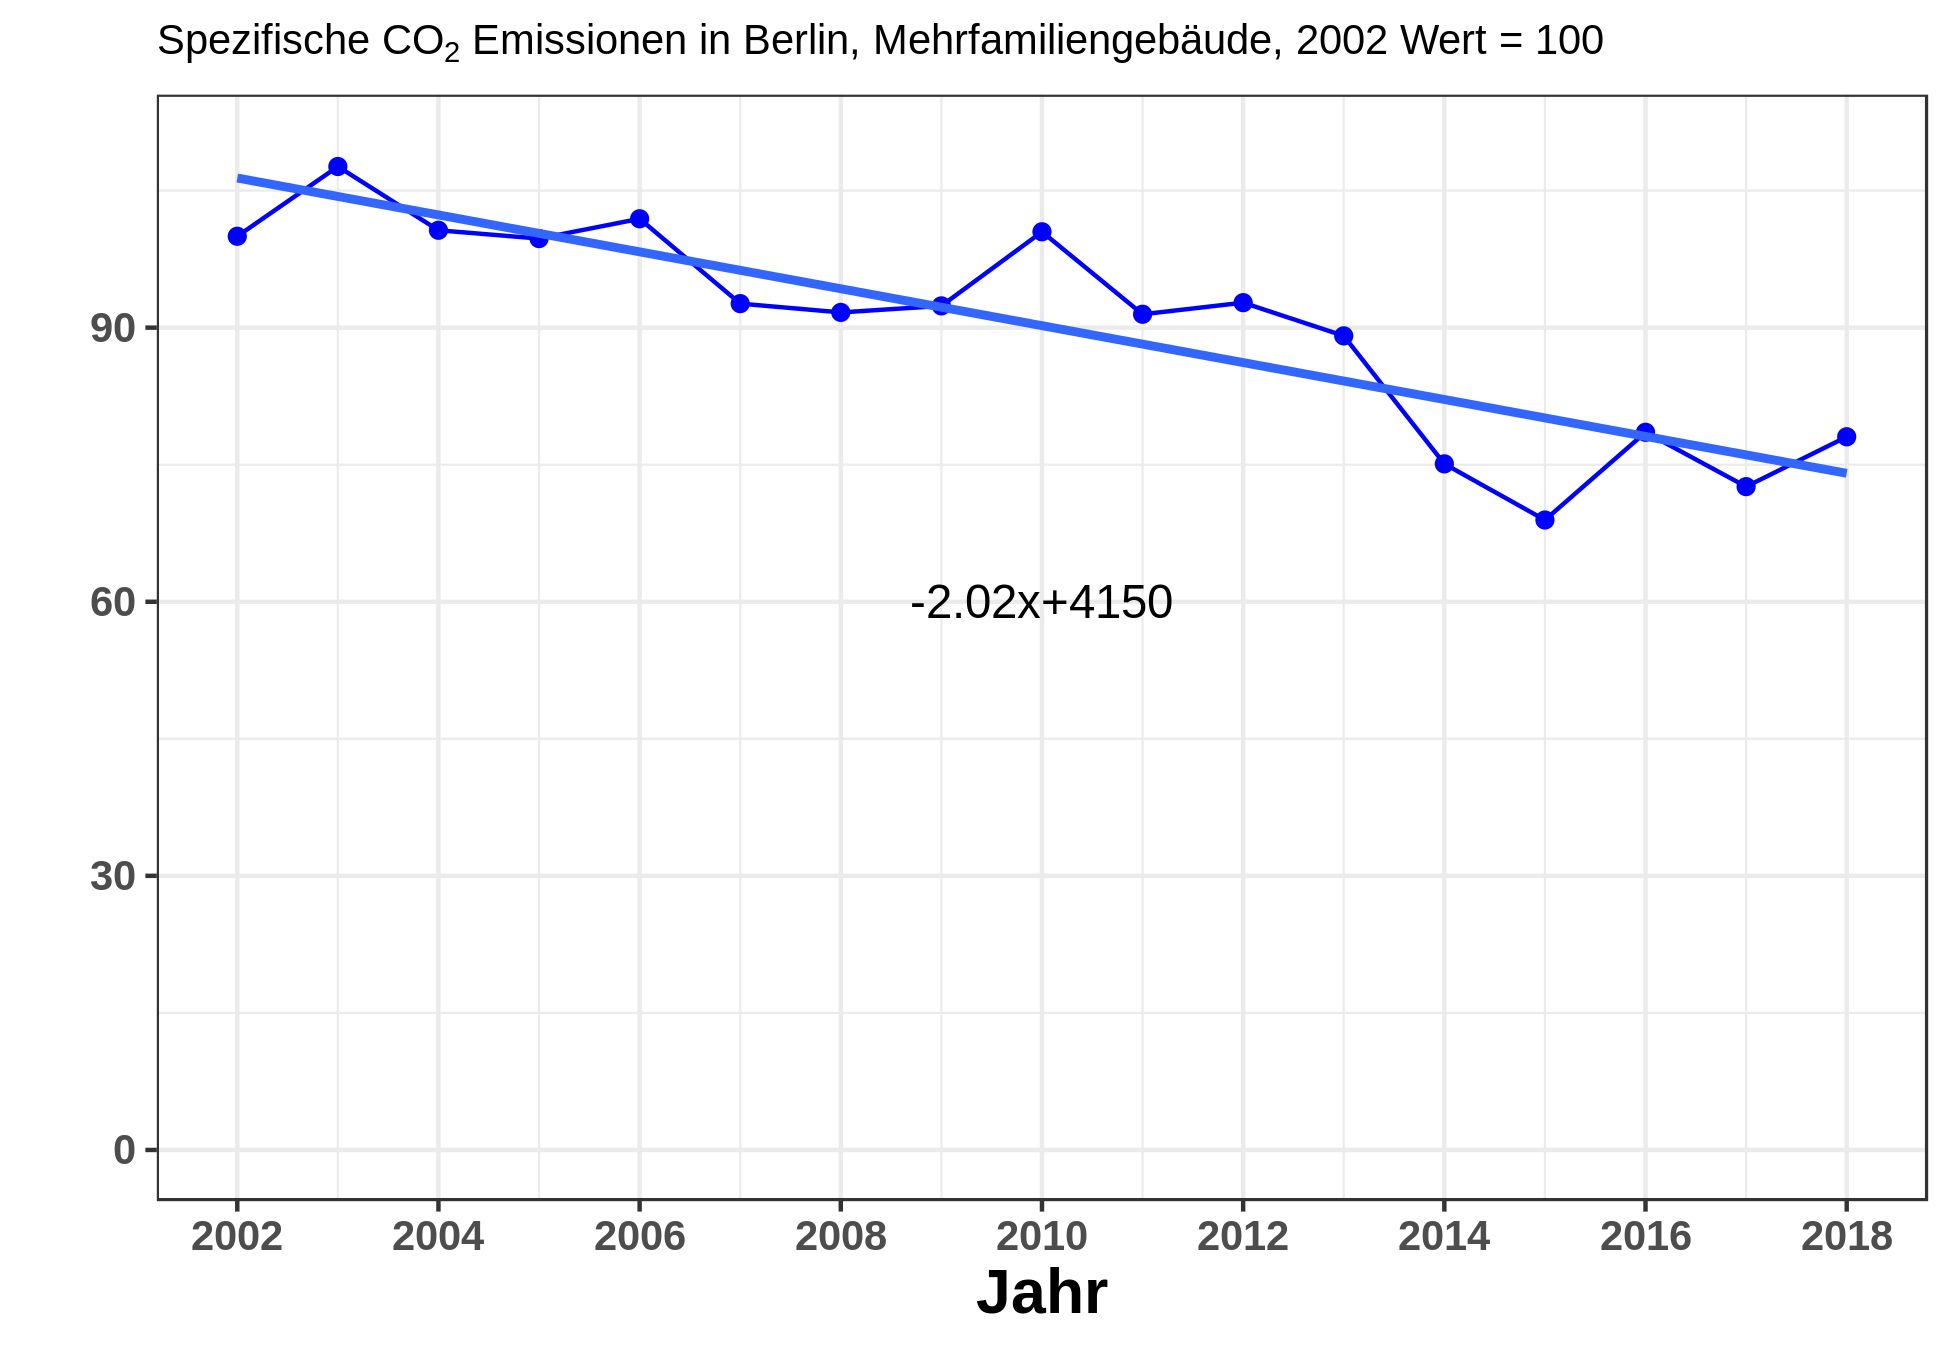 Spezifische CO₂ Emissionen in Berlin, Mehrfamiliengebäude, 2002 Wert = 100
90
60
-2.02x+4150
30
0
2002 2004 2006 2008 2010 2012 2014 2016 2018
Jahr